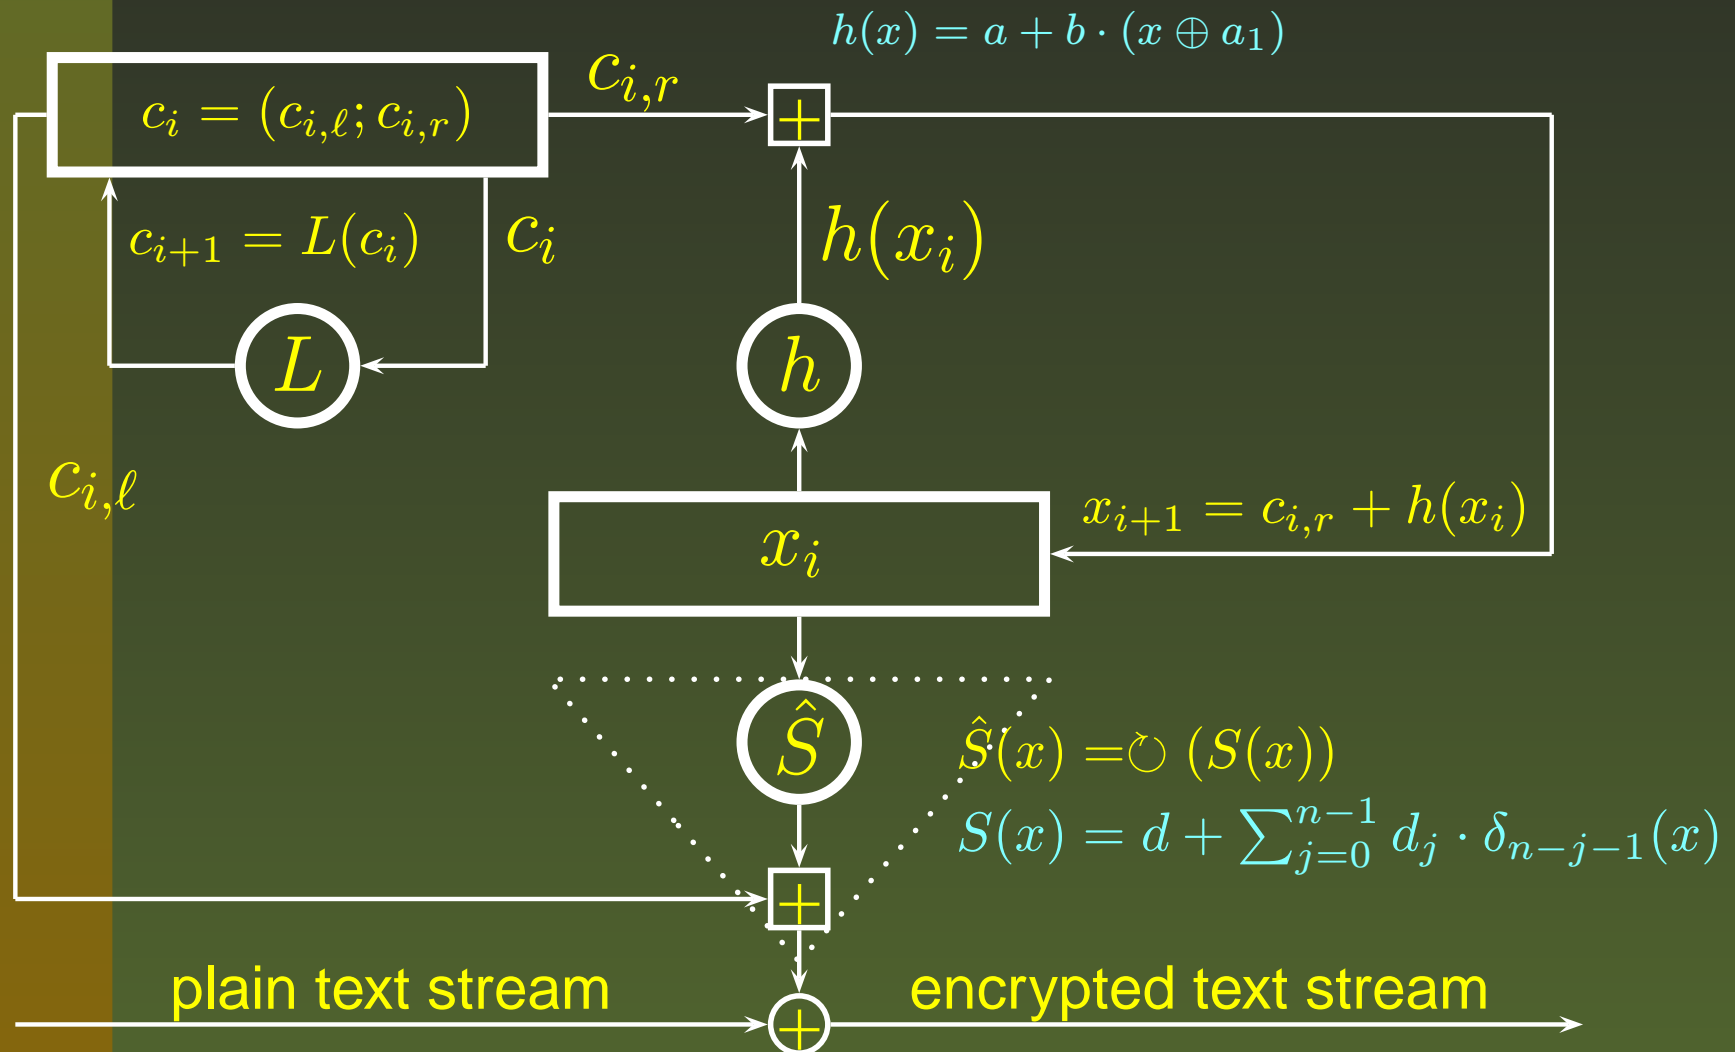 h(x) = a + b · (x ⊕ a₁)
c_{i,r}
c_i = (c_{i,ℓ}; c_{i,r})
+
c_{i+1} = L(c_i)
c_i
h(x_i)
L
h
c_{i,ℓ}
x_{i+1} = c_{i,r} + h(x_i)
x_i
Ŝ
Ŝ(x) =↻ (S(x))
S(x) = d + ∑_{j=0}^{n−1} d_j · δ_{n−j−1}(x)
+
plain text stream
encrypted text stream
+